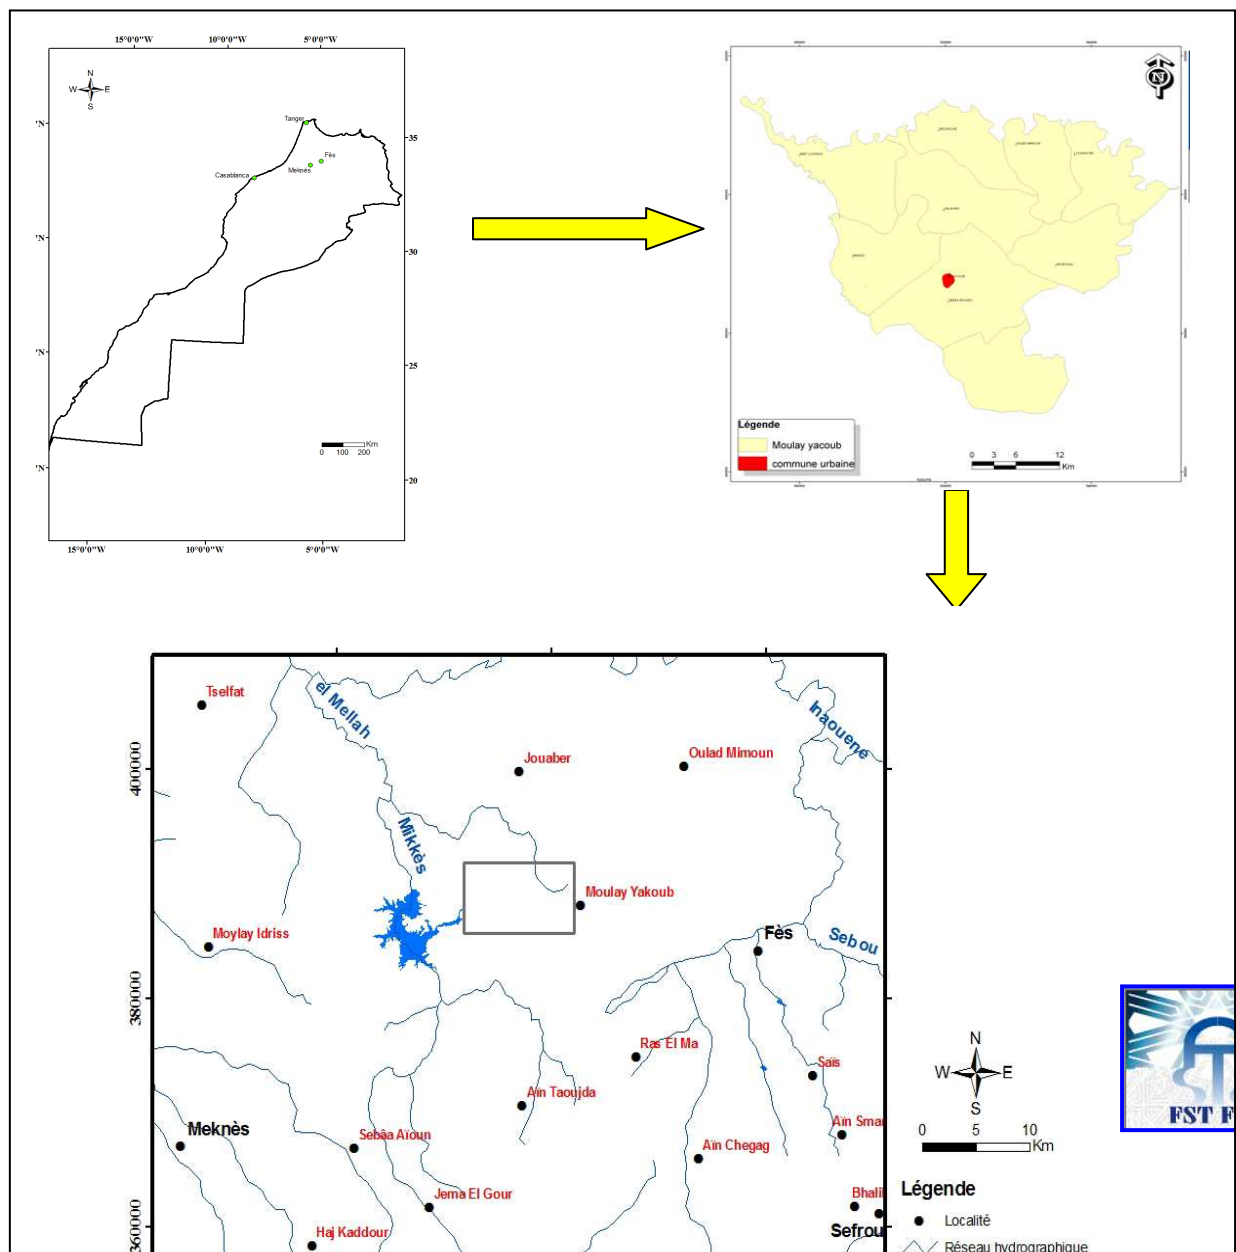 15°0'0"W 10°0'0"W 5°0'0"W
N
W E
S
Tanger
Fès
Meknès
Casablanca
°N
35
°N
30
°N
25
°N
20
Km
0 100 200
15°0'0"W 10°0'0"W 5°0'0"W
N
Légende
Moulay yacoub
commune urbaine
0 3 6 12
Km
Tselfat
el Mellah
Inaouene
Jouaber
Oulad Mimoun
400000
Mikkès
Moulay Yakoub
Moylay Idriss
Fès
Sebou
380000
Ras El Ma
Saïs
Aïn Taoujda
Aïn Smar
Meknès
Sebâa Aïoun
Aïn Chegag
Jema El Gour
Bhalil
Sefrou
Haj Kaddour
360000
N
W E
S
0 5 10
Km
FST F
Légende
Localité
Réseau hydrographique